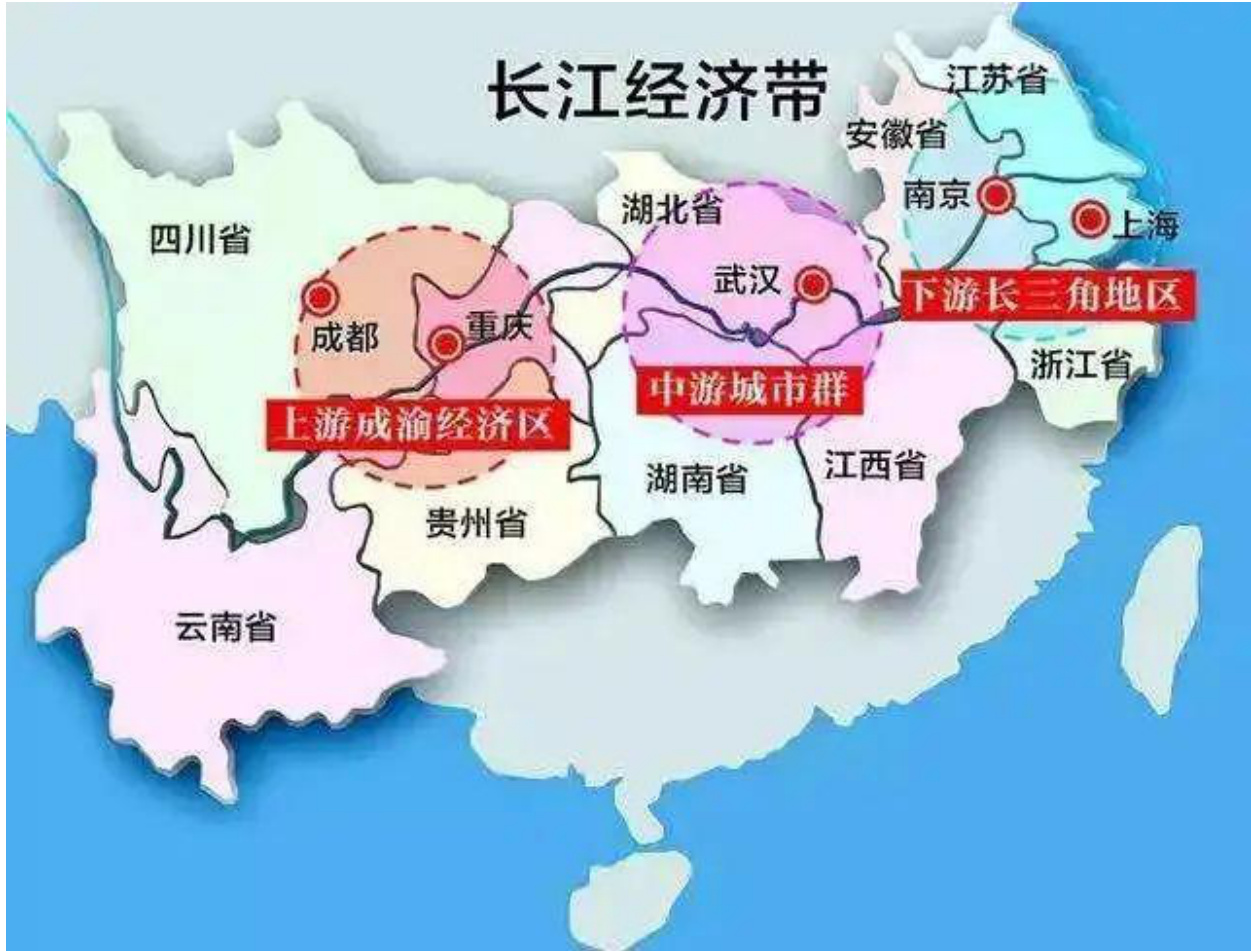 长江经济带
江苏省
安徽省
南京
上海
湖北省
四川省
武汉
下游长三角地区
成都
重庆
浙江省
中游城市群
上游成渝经济区
湖南省
江西省
贵州省
云南省